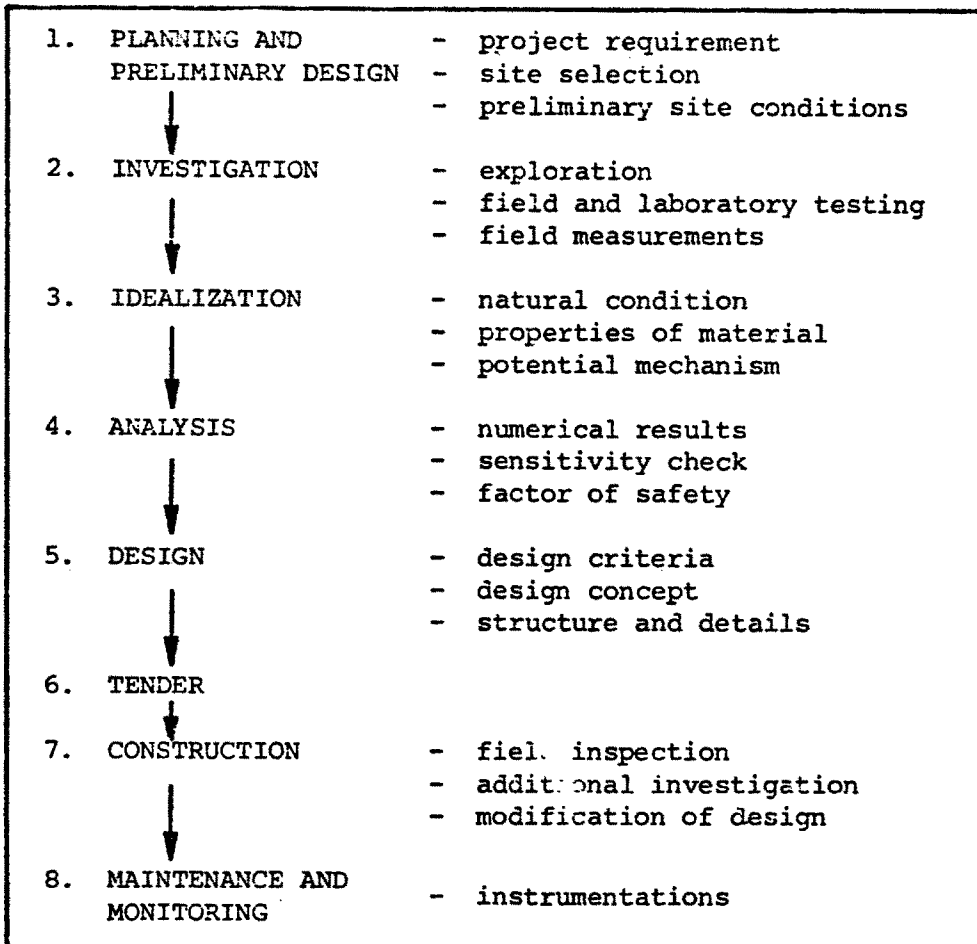 1. PLANNING AND - project requirement
PRELIMINARY DESIGN - site selection
- preliminary site conditions
2. INVESTIGATION - exploration
- field and laboratory testing
- field measurements
3. IDEALIZATION - natural condition
- properties of material
- potential mechanism
4. ANALYSIS - numerical results
- sensitivity check
- factor of safety
5. DESIGN - design criteria
- design concept
- structure and details
6. TENDER
7. CONSTRUCTION - field inspection
- additional investigation
- modification of design
8. MAINTENANCE AND
- instrumentations
MONITORING